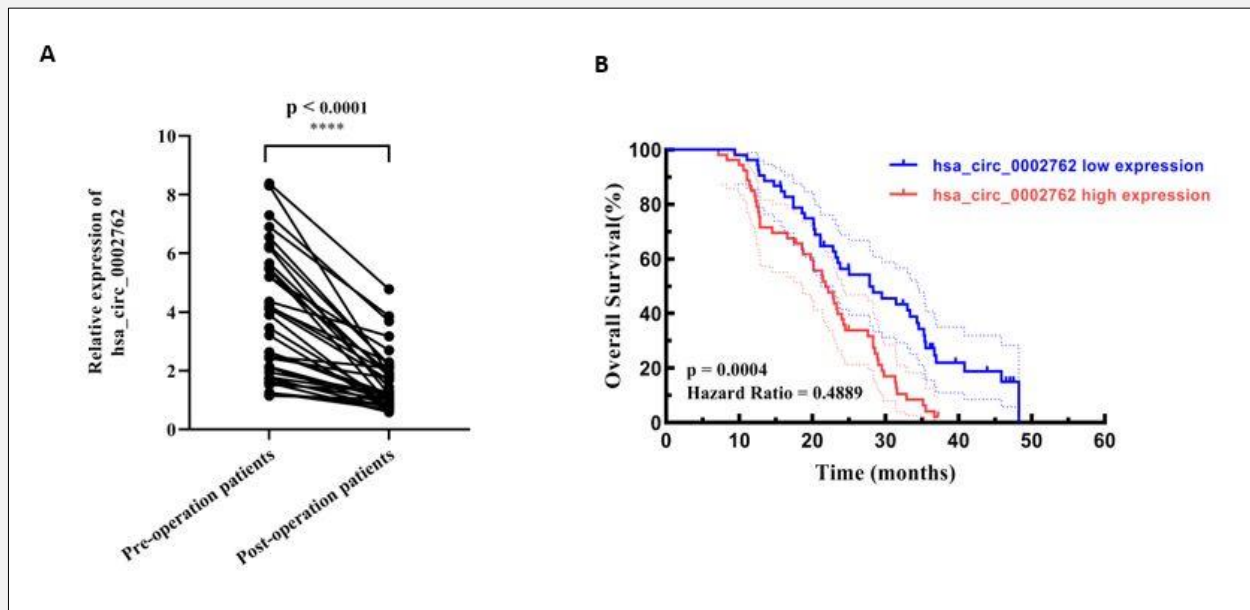 A
p < 0.0001
****
10
8
6
4
2
0
Relative expression of
hsa_circ_0002762
Pre-operation patients
Post-operation patients
B
hsa_circ_0002762 low expression
hsa_circ_0002762 high expression
100
80
60
40
20
0
Overall Survival(%)
p = 0.0004
Hazard Ratio = 0.4889
0 10 20 30 40 50 60
Time (months)